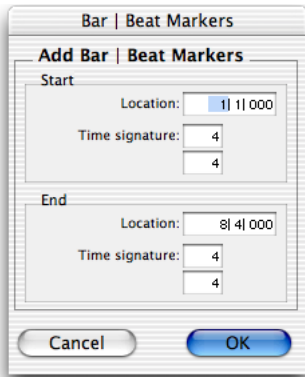 Bar | Beat Markers
Add Bar | Beat Markers
Start
Location: 1| 1| 000
Time signature: 4
4
End
Location: 8| 4| 000
Time signature: 4
4
Cancel OK